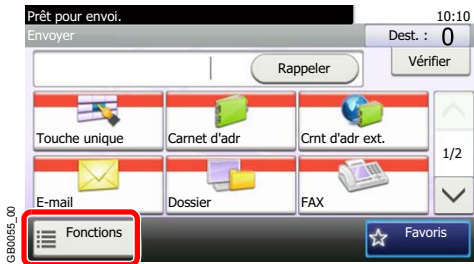 Prêt pour envoi.
10:10
Envoyer
Dest. : 0
Rappeler
Vérifier
Touche unique
Carnet d'adr
Crnt d'adr ext.
1/2
E-mail
Dossier
FAX
GB0055_00
Fonctions
Favoris